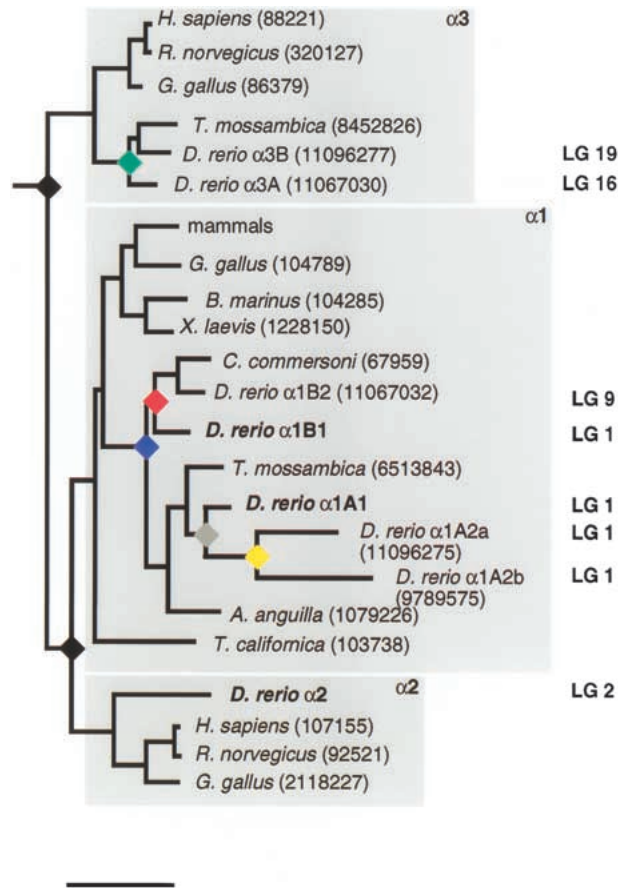 H. sapiens (88221) α3
R. norvegicus (320127)
G. gallus (86379)
T. mossambica (8452826)
D. rerio α3B (11096277) LG 19
D. rerio α3A (11067030) LG 16
mammals α1
G. gallus (104789)
B. marinus (104285)
X. laevis (1228150)
C. commersoni (67959)
D. rerio α1B2 (11067032) LG 9
D. rerio α1B1 LG 1
T. mossambica (6513843)
D. rerio α1A1 LG 1
D. rerio α1A2a LG 1
(11096275)
D. rerio α1A2b LG 1
(9789575)
A. anguilla (1079226)
T. californica (103738)
D. rerio α2 α2 LG 2
H. sapiens (107155)
R. norvegicus (92521)
G. gallus (2118227)